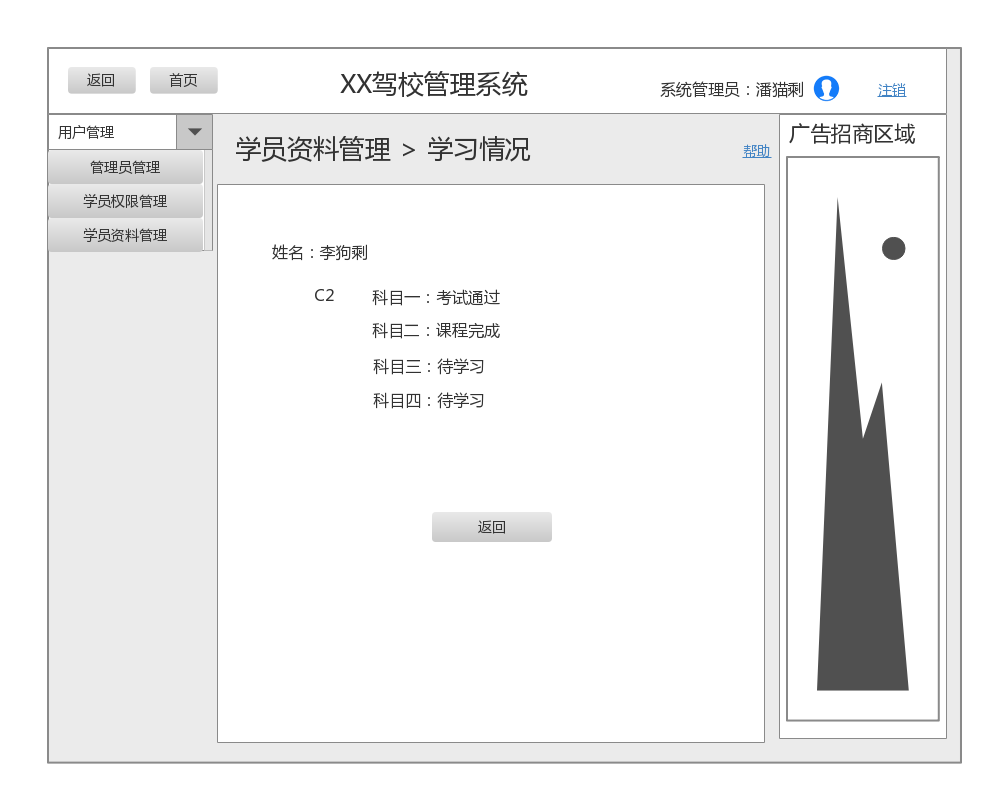 返回 首页 XX驾校管理系统 系统管理员：潘猫剩 注销
用户管理
管理员管理
学员权限管理
学员资料管理
学员资料管理 > 学习情况 帮助
姓名：李狗剩
C2 科目一：考试通过
科目二：课程完成
科目三：待学习
科目四：待学习
返回
广告招商区域